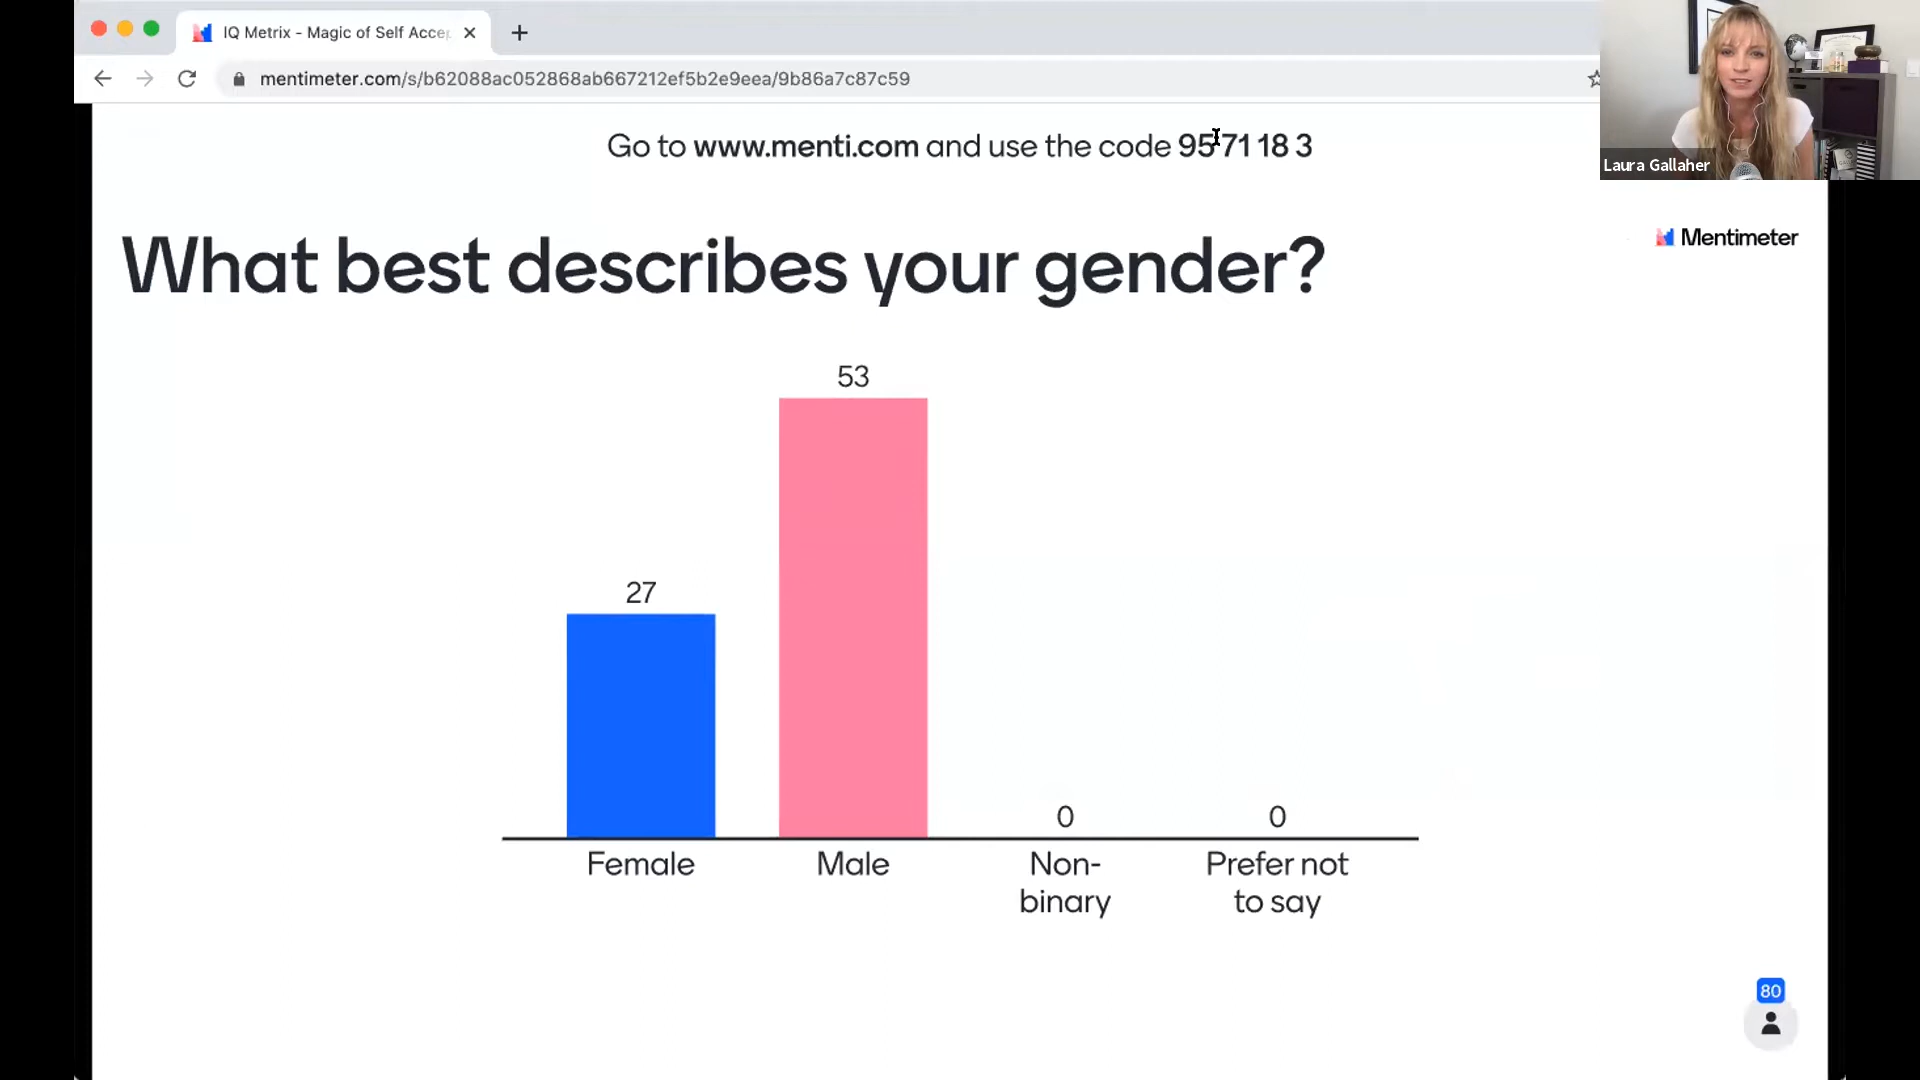 IQ Metrix - Magic of Self Acce
mentimeter.com/s/b62088ac052868ab667212ef5b2e9eea/9b86a7c87c59
Go to www.menti.com and use the code 95 71 18 3
Laura Gallaher
Mentimeter
What best describes your gender?
53
27
0
0
Female
Male
Non-
binary
Prefer not
to say
80